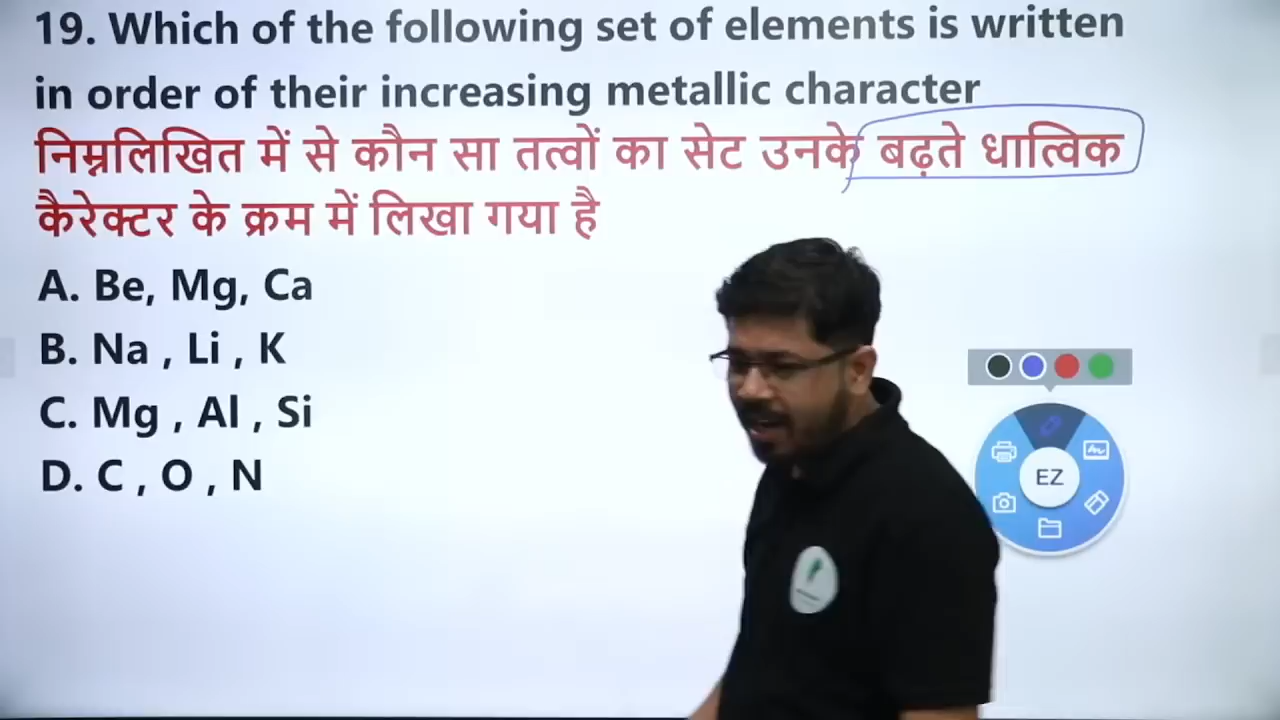 19. Which of the following set of elements is written
in order of their increasing metallic character
निम्नलिखित में से कौन सा तत्वों का सेट उनके बढ़ते धात्विक
कैरेक्टर के क्रम में लिखा गया है
A. Be, Mg, Ca
B. Na , Li , K
C. Mg , Al , Si
D. C , O , N
EZ